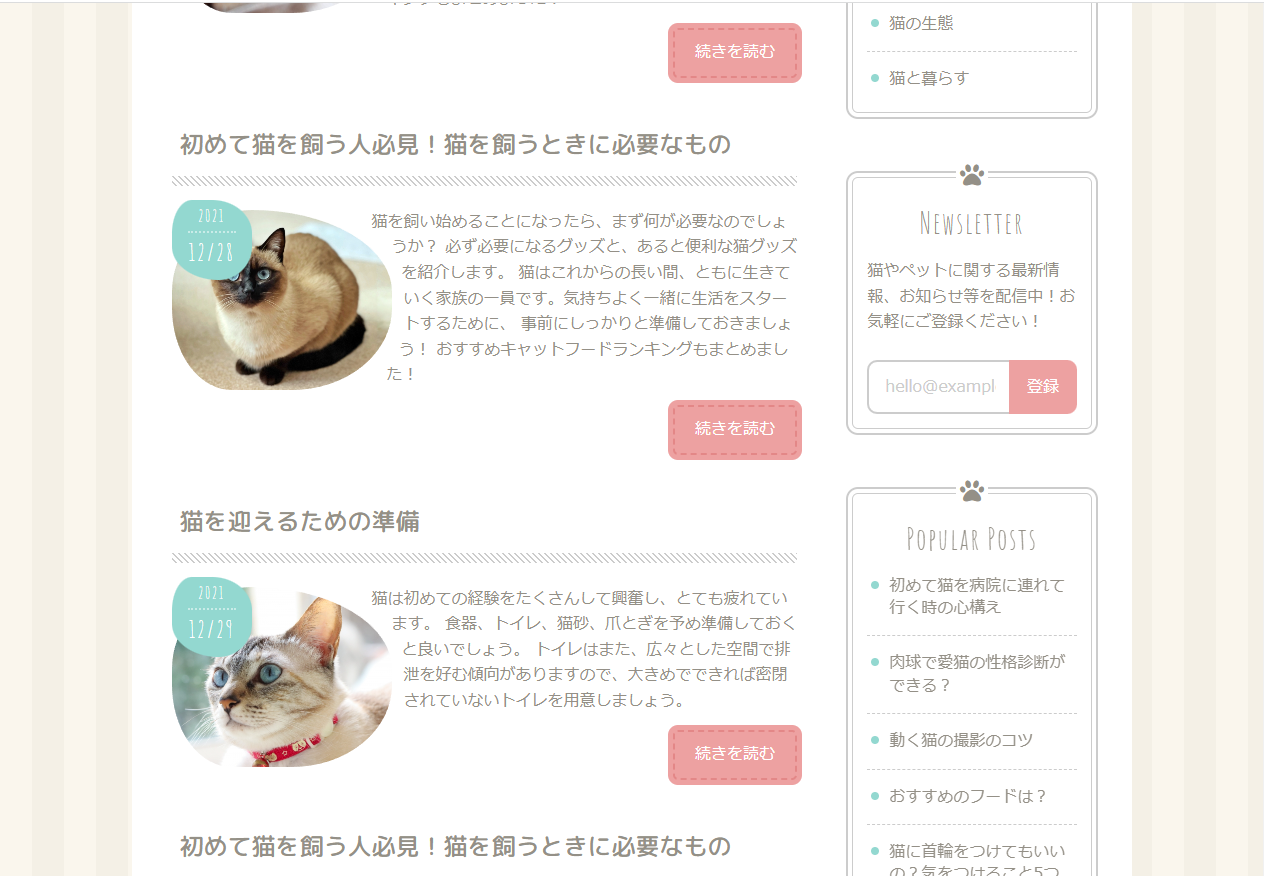 続きを読む
初めて猫を飼う人必見！猫を飼うときに必要なもの
2021
12/28
猫を飼い始めることになったら、まず何が必要なのでしょ
うか？ 必ず必要になるグッズと、あると便利な猫グッズ
を紹介します。 猫はこれからの長い間、ともに生きて
いく家族の一員です。気持ちよく一緒に生活をスター
トするために、 事前にしっかりと準備しておきましょ
う！ おすすめキャットフードランキングもまとめまし
た！
続きを読む
猫を迎えるための準備
2021
12/29
猫は初めての経験をたくさんして興奮し、とても疲れてい
ます。 食器、トイレ、猫砂、爪とぎを予め準備しておく
と良いでしょう。 トイレはまた、広々とした空間で排
泄を好む傾向がありますので、大きめでできれば密閉
されていないトイレを用意しましょう。
続きを読む
初めて猫を飼う人必見！猫を飼うときに必要なもの
猫の生態
猫と暮らす
Newsletter
猫やペットに関する最新情
報、お知らせ等を配信中！お
気軽にご登録ください！
hello@exampl
登録
Popular Posts
初めて猫を病院に連れて
行く時の心構え
肉球で愛猫の性格診断が
できる？
動く猫の撮影のコツ
おすすめのフードは？
猫に首輪をつけてもいい
の？気をつけること5つ